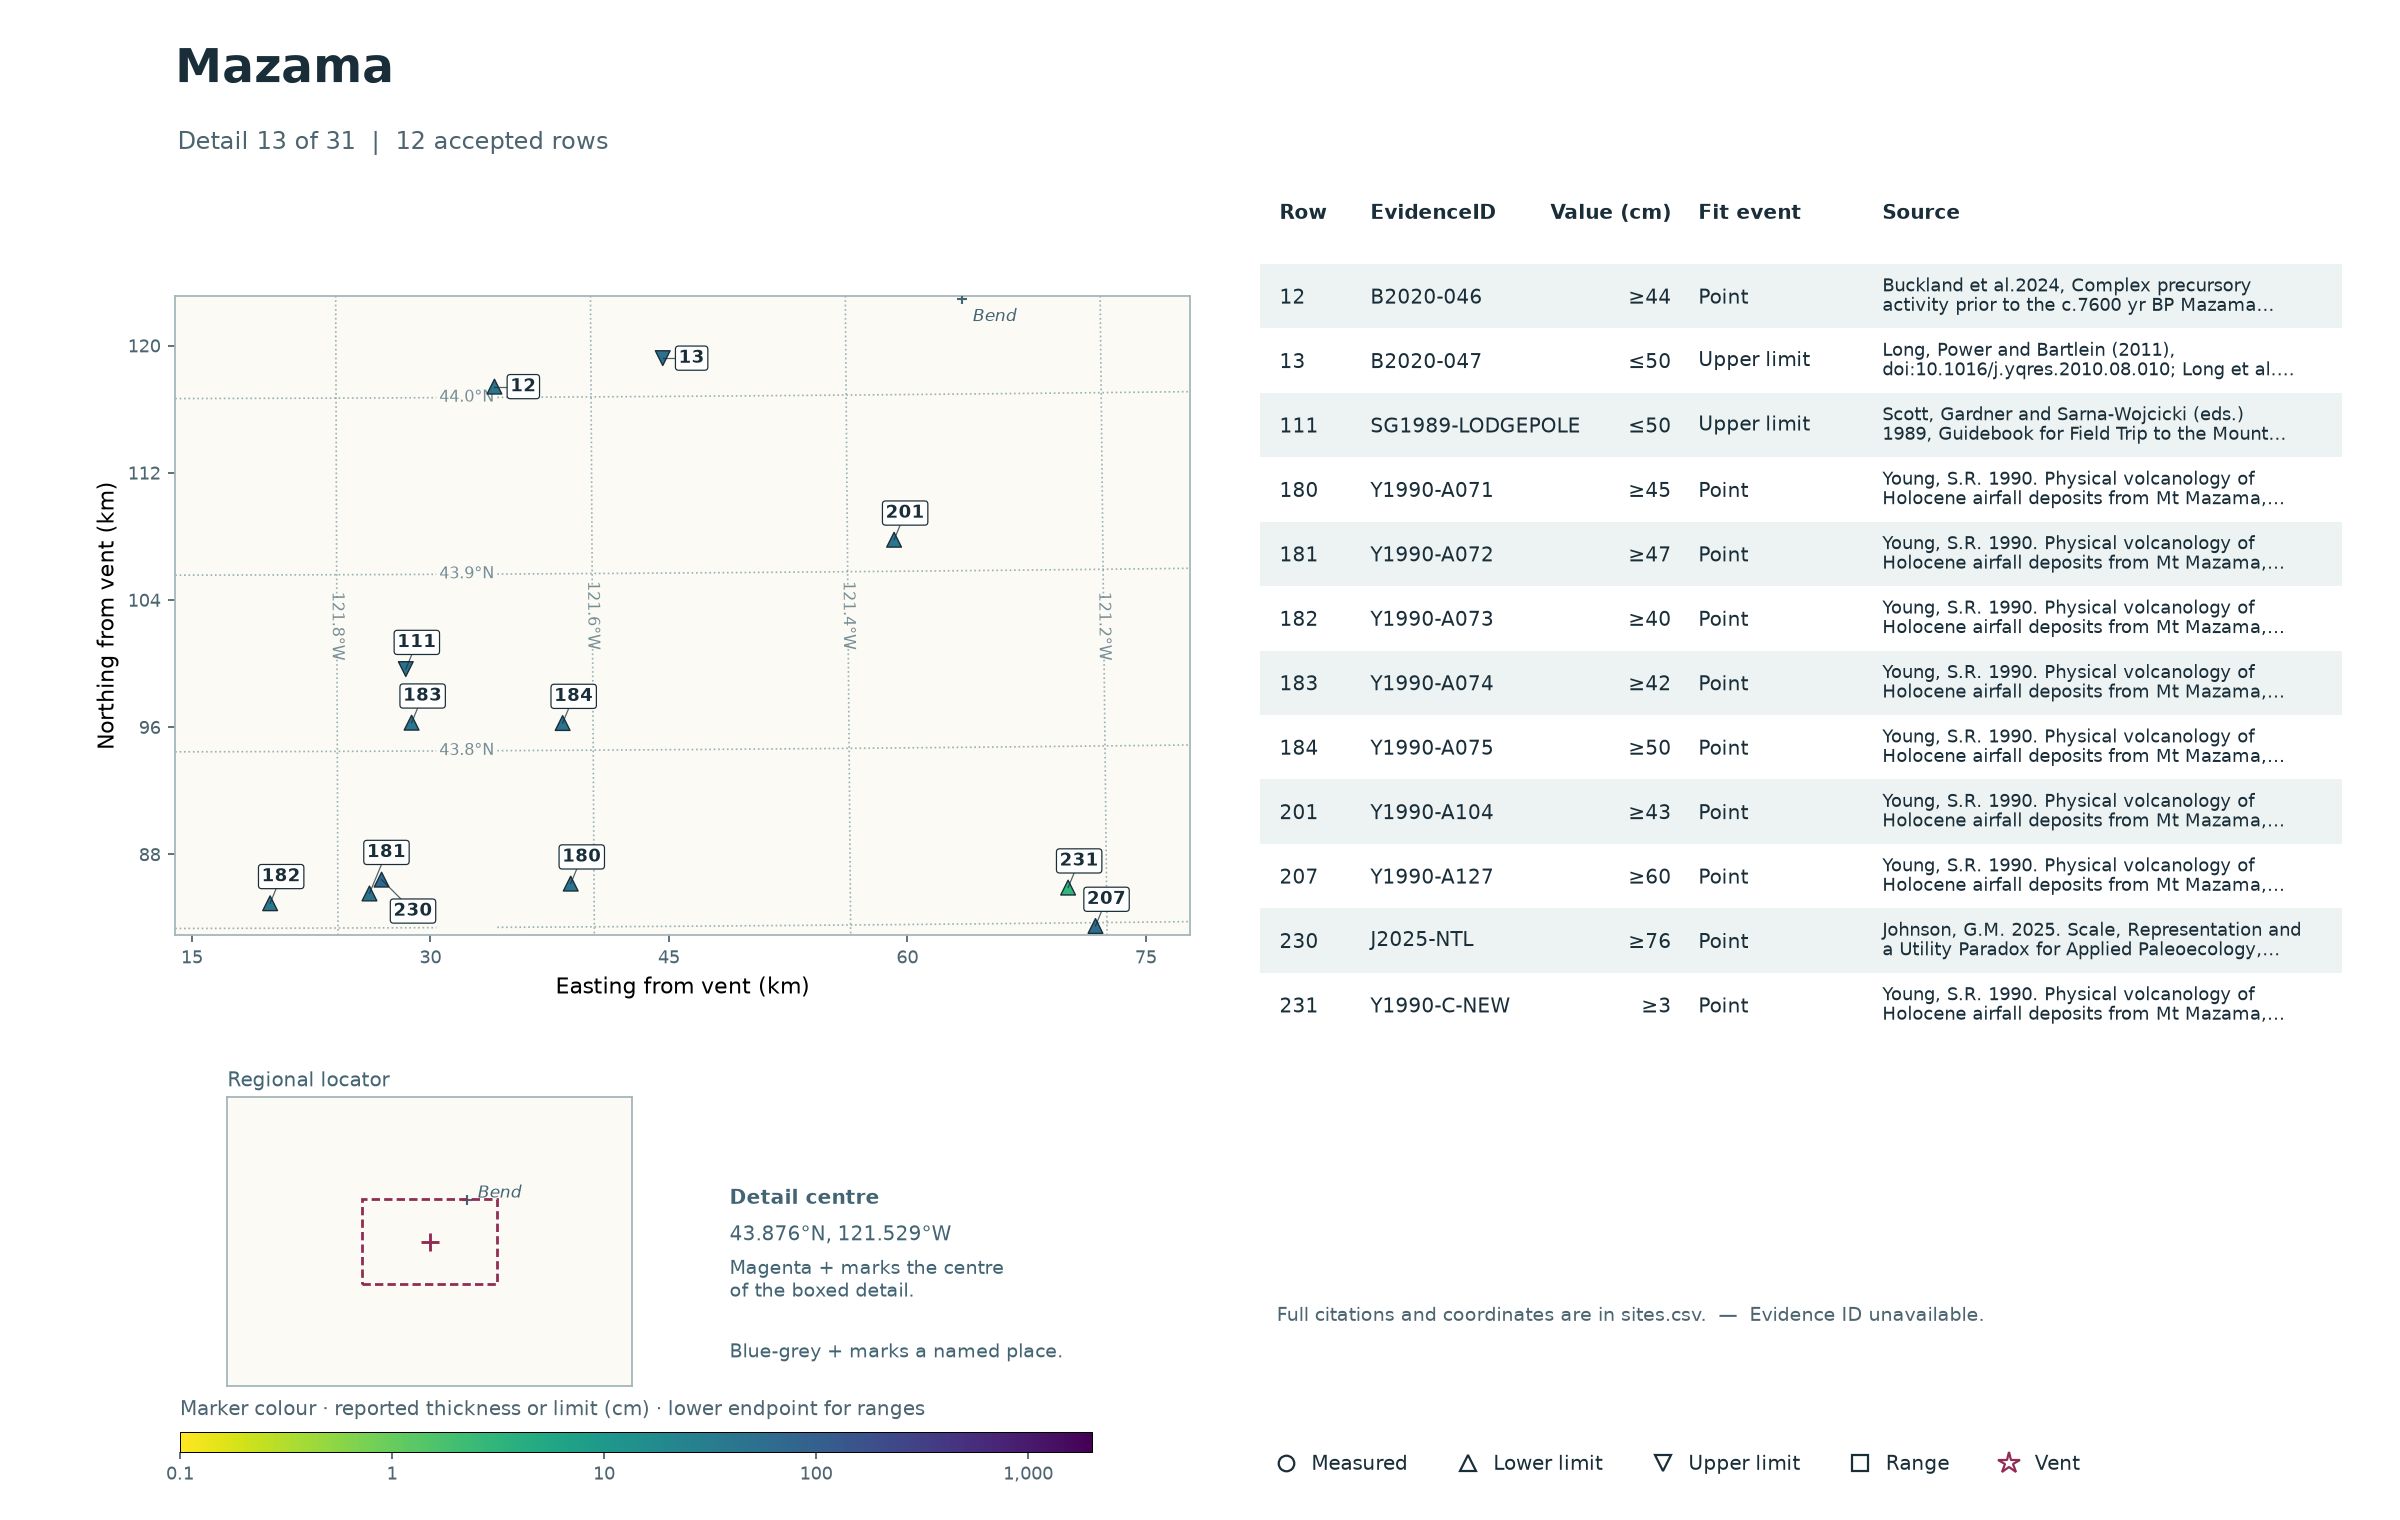 Mazama
Detail 13 of 31 | 12 accepted rows
Row EvidenceID Value (cm) Fit event Source
12 B2020-046 ≥44 Point Buckland et al.2024, Complex precursory
activity prior to the c.7600 yr BP Mazama…
13 B2020-047 ≤50 Upper limit Long, Power and Bartlein (2011),
doi:10.1016/j.yqres.2010.08.010; Long et al.…
111 SG1989-LODGEPOLE ≤50 Upper limit Scott, Gardner and Sarna-Wojcicki (eds.)
1989, Guidebook for Field Trip to the Mount…
180 Y1990-A071 ≥45 Point Young, S.R. 1990. Physical volcanology of
Holocene airfall deposits from Mt Mazama,…
181 Y1990-A072 ≥47 Point Young, S.R. 1990. Physical volcanology of
Holocene airfall deposits from Mt Mazama,…
182 Y1990-A073 ≥40 Point Young, S.R. 1990. Physical volcanology of
Holocene airfall deposits from Mt Mazama,…
183 Y1990-A074 ≥42 Point Young, S.R. 1990. Physical volcanology of
Holocene airfall deposits from Mt Mazama,…
184 Y1990-A075 ≥50 Point Young, S.R. 1990. Physical volcanology of
Holocene airfall deposits from Mt Mazama,…
201 Y1990-A104 ≥43 Point Young, S.R. 1990. Physical volcanology of
Holocene airfall deposits from Mt Mazama,…
207 Y1990-A127 ≥60 Point Young, S.R. 1990. Physical volcanology of
Holocene airfall deposits from Mt Mazama,…
230 J2025-NTL ≥76 Point Johnson, G.M. 2025. Scale, Representation and
a Utility Paradox for Applied Paleoecology,…
231 Y1990-C-NEW ≥3 Point Young, S.R. 1990. Physical volcanology of
Holocene airfall deposits from Mt Mazama,…
Bend
120
13
12
44.0°N
112
201
43.9°N
104
121.8°W 121.6°W 121.4°W 121.2°W
111
183 184
96
43.8°N
88
181 180 231
182
207
230
15 30 45 60 75
Northing from vent (km)
Easting from vent (km)
Regional locator
Bend
Detail centre
43.876°N, 121.529°W
Magenta + marks the centre
of the boxed detail.
Blue-grey + marks a named place.
Full citations and coordinates are in sites.csv. — Evidence ID unavailable.
Marker colour · reported thickness or limit (cm) · lower endpoint for ranges
0.1 1 10 100 1,000
Measured Lower limit Upper limit Range Vent